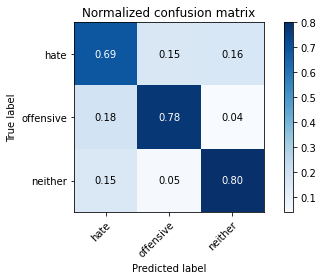 Normalized confusion matrix
True label
hate 0.69 0.15 0.16
offensive 0.18 0.78 0.04
neither 0.15 0.05 0.80
hate offensive neither
Predicted label
0.8
0.7
0.6
0.5
0.4
0.3
0.2
0.1